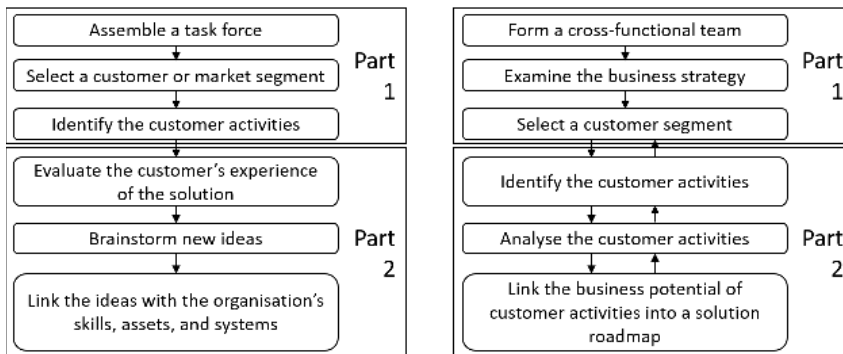 Assemble a task force
Select a customer or market segment
Identify the customer activities
Part
1
Evaluate the customer's experience
of the solution
Brainstorm new ideas
Link the ideas with the organisation's
skills, assets, and systems
Part
2
Form a cross-functional team
Examine the business strategy
Select a customer segment
Part
1
Identify the customer activities
Analyse the customer activities
Link the business potential of
customer activities into a solution
roadmap
Part
2